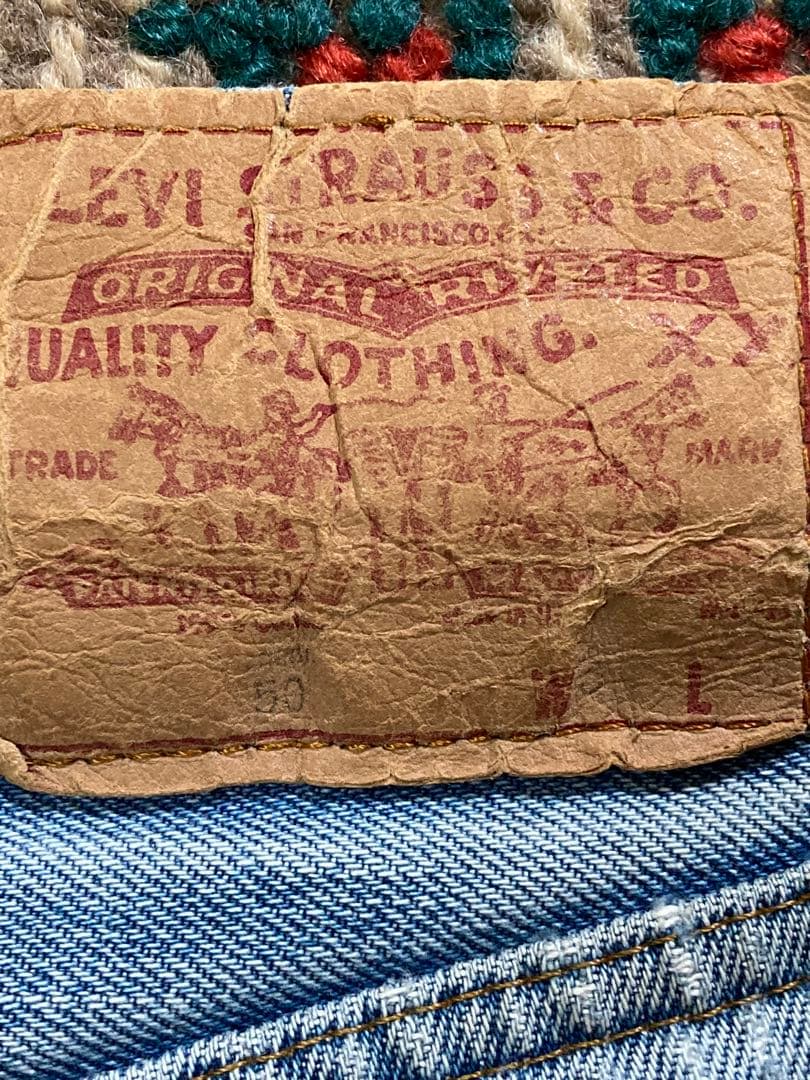 LEVI STRAUSS & CO.
SAN FRANCISCO, CAL.
ORIGINAL RIVETED
QUALITY CLOTHING. XX
TRADE MARK
50
W L